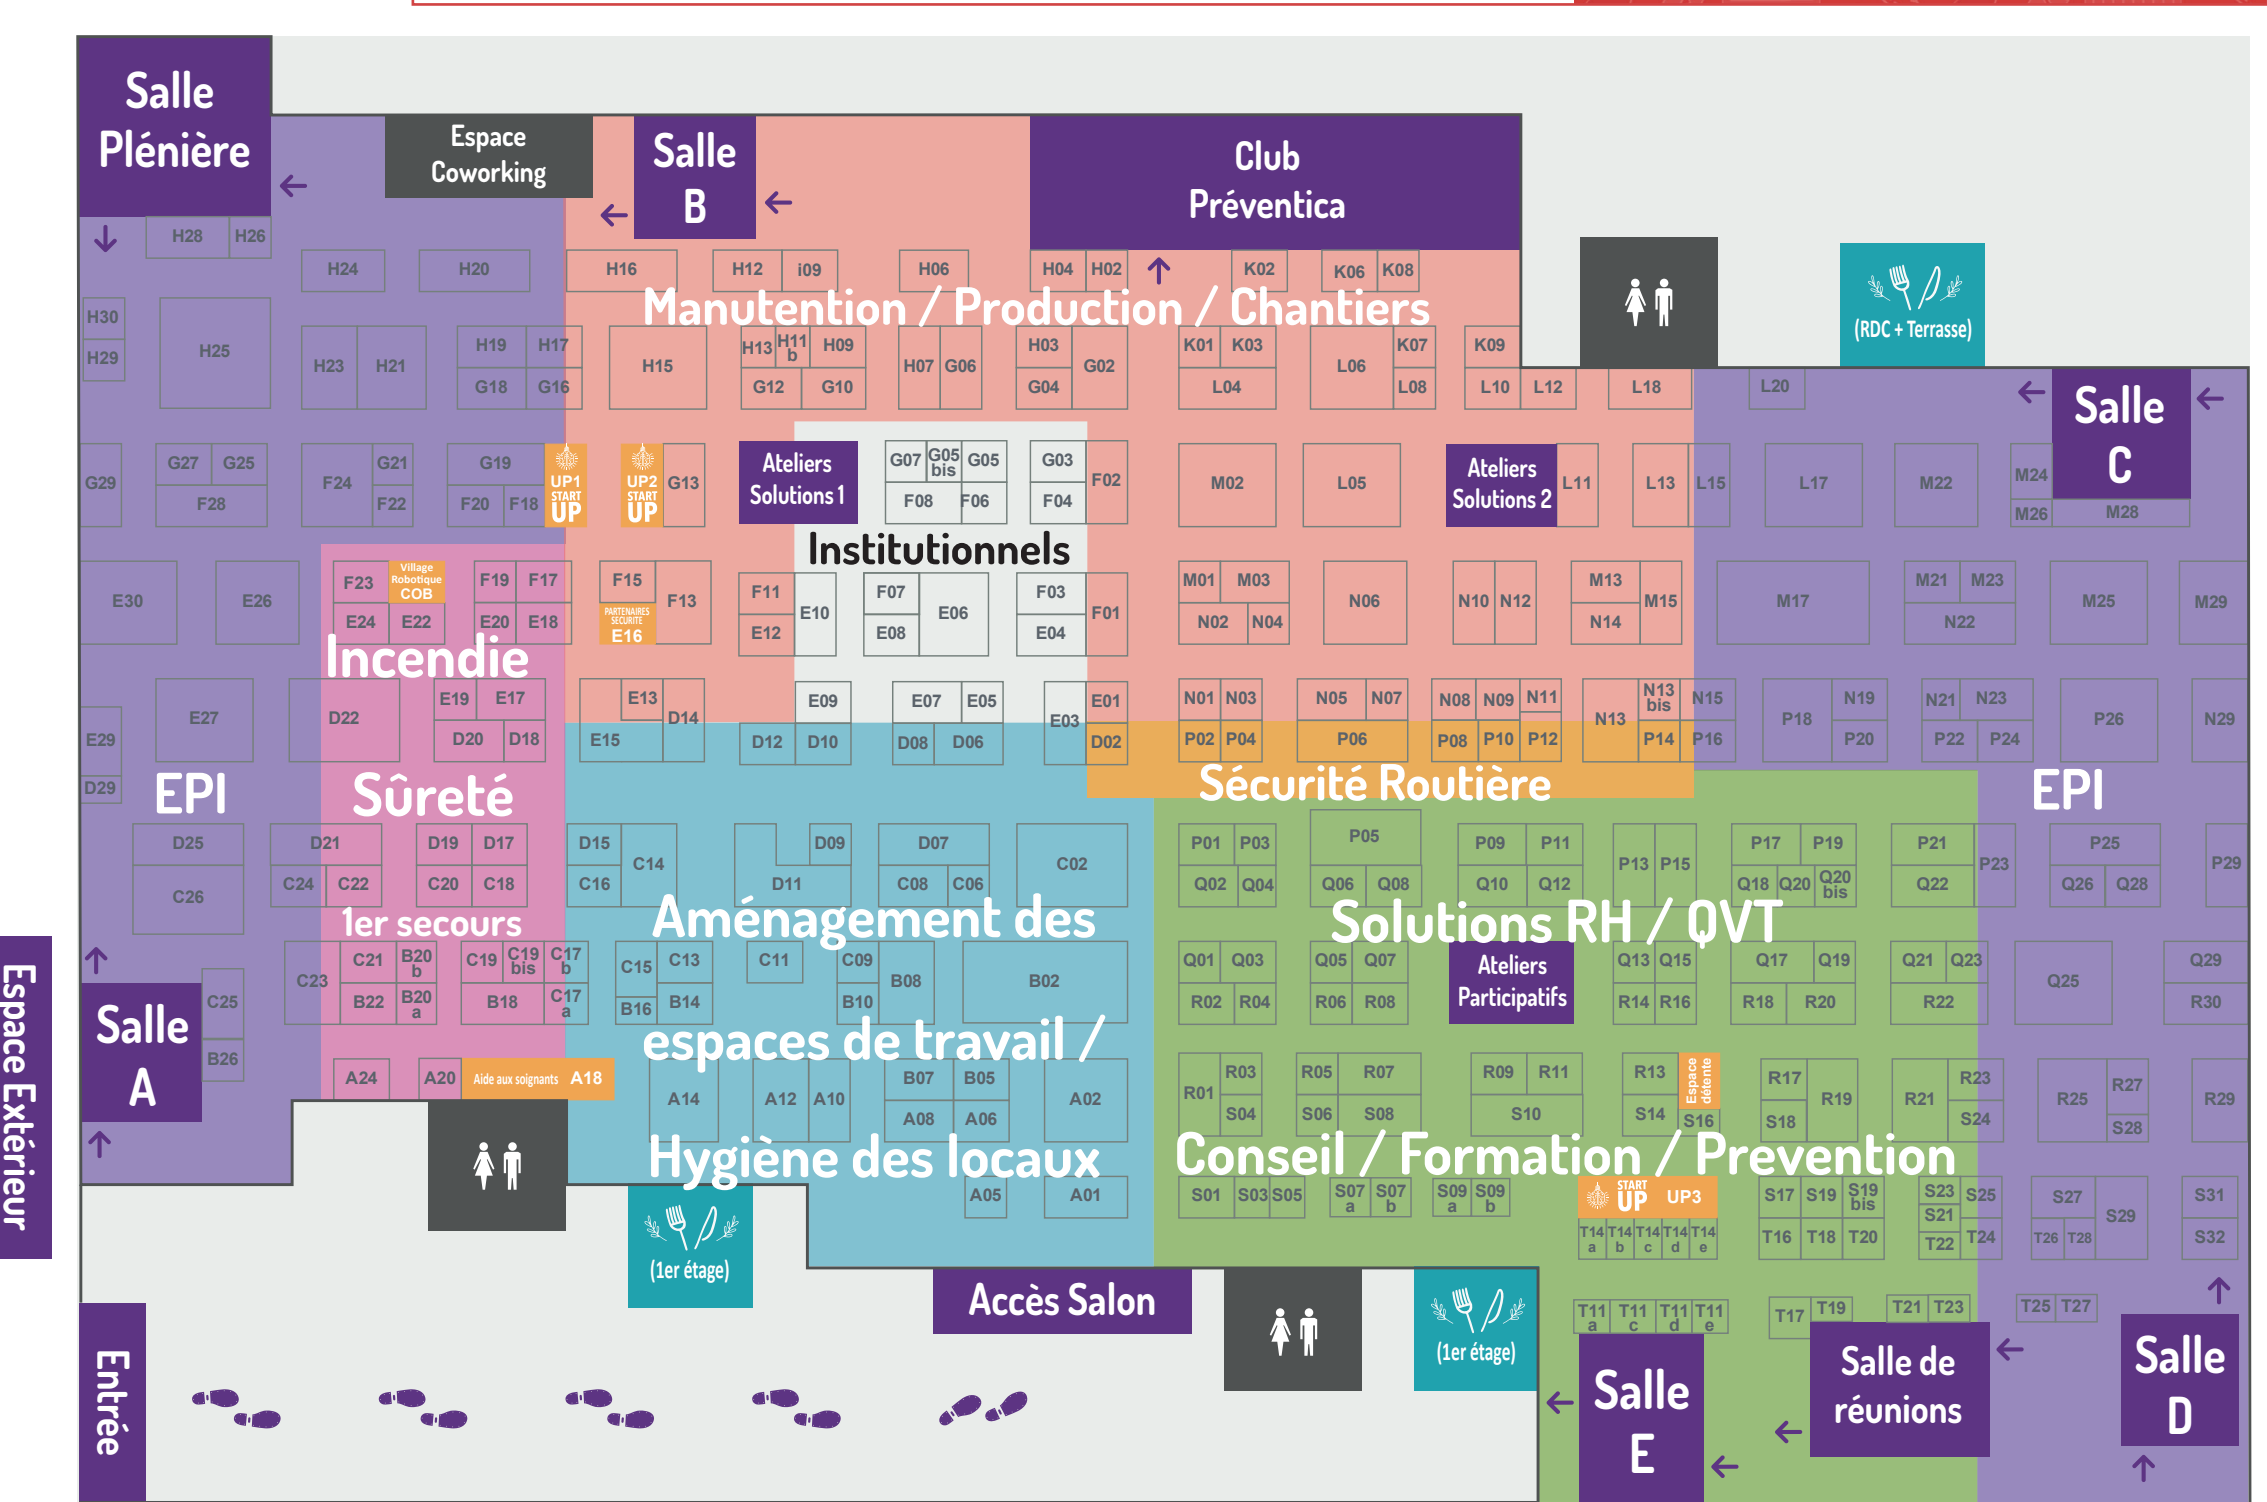 Salle
Plénière
Espace
Coworking
Salle
B
Club
Préventica
H28
H26
H24
H20
H16
H12
i09
H06
H04
H02
K02
K06
K08
(RDC + Terrasse)
Manutention / Production / Chantiers
H30
H29
H25
H23
H21
H19
H17
G18
G16
H15
H13
H11
b
H09
G12
G10
H07
G06
H03
G04
G02
K01
K03
L04
L06
K07
L08
K09
L10
L12
L18
L20
Salle
C
G29
G27
G25
F28
F24
G21
F22
G19
F20
F18
UP1
START
UP
UP2
START
UP
G13
Ateliers
Solutions 1
G07
G05
bis
G05
F08
F06
G03
F04
F02
M02
L05
Ateliers
Solutions 2
L11
L13
L15
L17
M22
M24
M26
M28
Institutionnels
E30
E26
F23
Village
Robotique
COB
E24
E22
F19
F17
E20
E18
F15
PARTENAIRES
SECURITE
E16
F13
F11
E12
E10
F07
E08
E06
F03
E04
F01
M01
M03
N02
N04
N06
N10
N12
M13
N14
M15
M17
M21
M23
N22
M25
M29
Incendie
E29
D29
E27
D22
E19
E17
D20
D18
E13
E15
D14
E09
D12
D10
E07
E05
D08
D06
E03
E01
D02
N01
N03
P02
P04
N05
N07
P06
N08
N09
N11
P08
P10
P12
N13
N13
bis
P14
N15
P16
P18
N19
P20
N21
N23
P22
P24
P26
N29
EPI
Sûreté
Sécurité Routière
EPI
D25
C26
D21
C24
C22
D19
D17
C20
C18
D15
C16
C14
D09
D11
D07
C08
C06
C02
P01
P03
Q02
Q04
P05
Q06
Q08
P09
P11
Q10
Q12
P13
P15
P17
P19
Q18
Q20
Q20
bis
P21
Q22
P23
P25
Q26
Q28
P29
1er secours
Aménagement des
Solutions RH / QVT
Espace Extérieur
Salle
A
C25
B26
C23
C21
B20
b
B22
B20
a
C19
C19
bis
C17
b
B18
C17
a
C15
B16
C13
B14
C11
C09
B10
B08
B02
Q01
Q03
R02
R04
Q05
Q07
R06
R08
Ateliers
Participatifs
Q13
Q15
R14
R16
Q17
Q19
R18
R20
Q21
Q23
R22
Q25
Q29
R30
espaces de travail /
A24
A20
Aide aux soignants A18
A14
A12
A10
B07
B05
A08
A06
A02
R01
R03
S04
R05
R07
S06
S08
R09
R11
S10
R13
S14
Espace
détente
S16
R17
S18
R19
R21
R23
S24
R25
R27
S28
R29
Hygiène des locaux
Conseil / Formation / Prevention
A05
A01
S01
S03
S05
S07
a
S07
b
S09
a
S09
b
START
UP
UP3
T14
a
T14
b
T14
c
T14
d
T14
e
S17
S19
S19
bis
T16
T18
T20
S23
S21
T22
S25
T24
S27
T26
T28
S29
S31
S32
(1er étage)
Accès Salon
(1er étage)
T11
a
T11
c
T11
d
T11
e
T17
T19
T21
T23
T25
T27
Entrée
Salle
E
Salle de
réunions
Salle
D